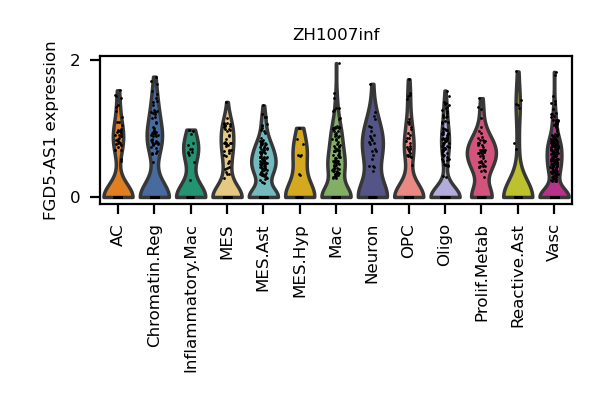 ZH1007inf
FGD5-AS1 expression
2
0
AC
Chromatin.Reg
Inflammatory.Mac
MES
MES.Ast
MES.Hyp
Mac
Neuron
OPC
Oligo
Prolif.Metab
Reactive.Ast
Vasc